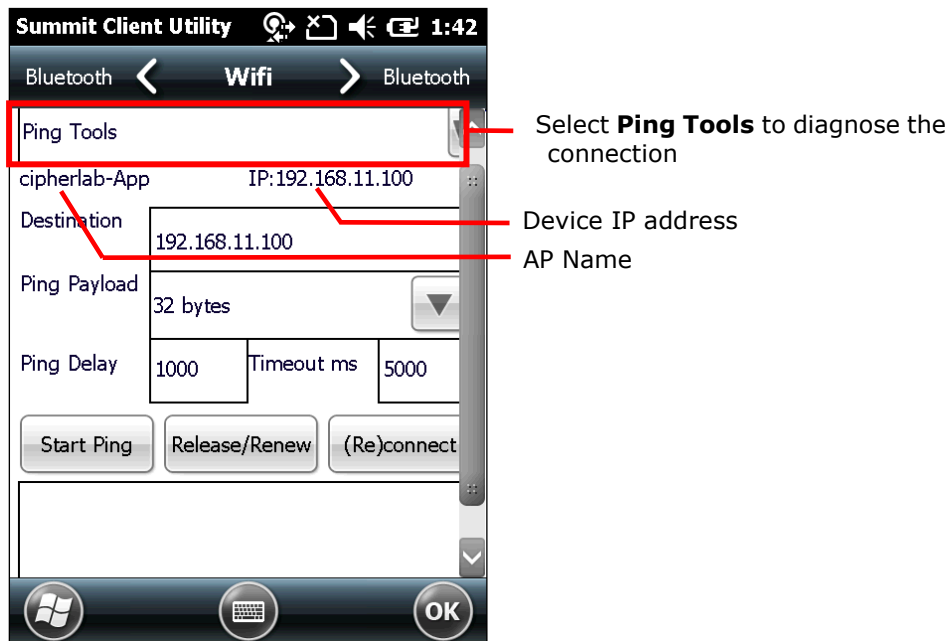 Summit Client Utility 1:42
Bluetooth Wifi Bluetooth
Ping Tools
Select Ping Tools to diagnose the
connection
cipherlab-App IP:192.168.11.100
Device IP address
Destination 192.168.11.100
AP Name
Ping Payload 32 bytes
Ping Delay 1000 Timeout ms 5000
Start Ping Release/Renew (Re)connect
OK